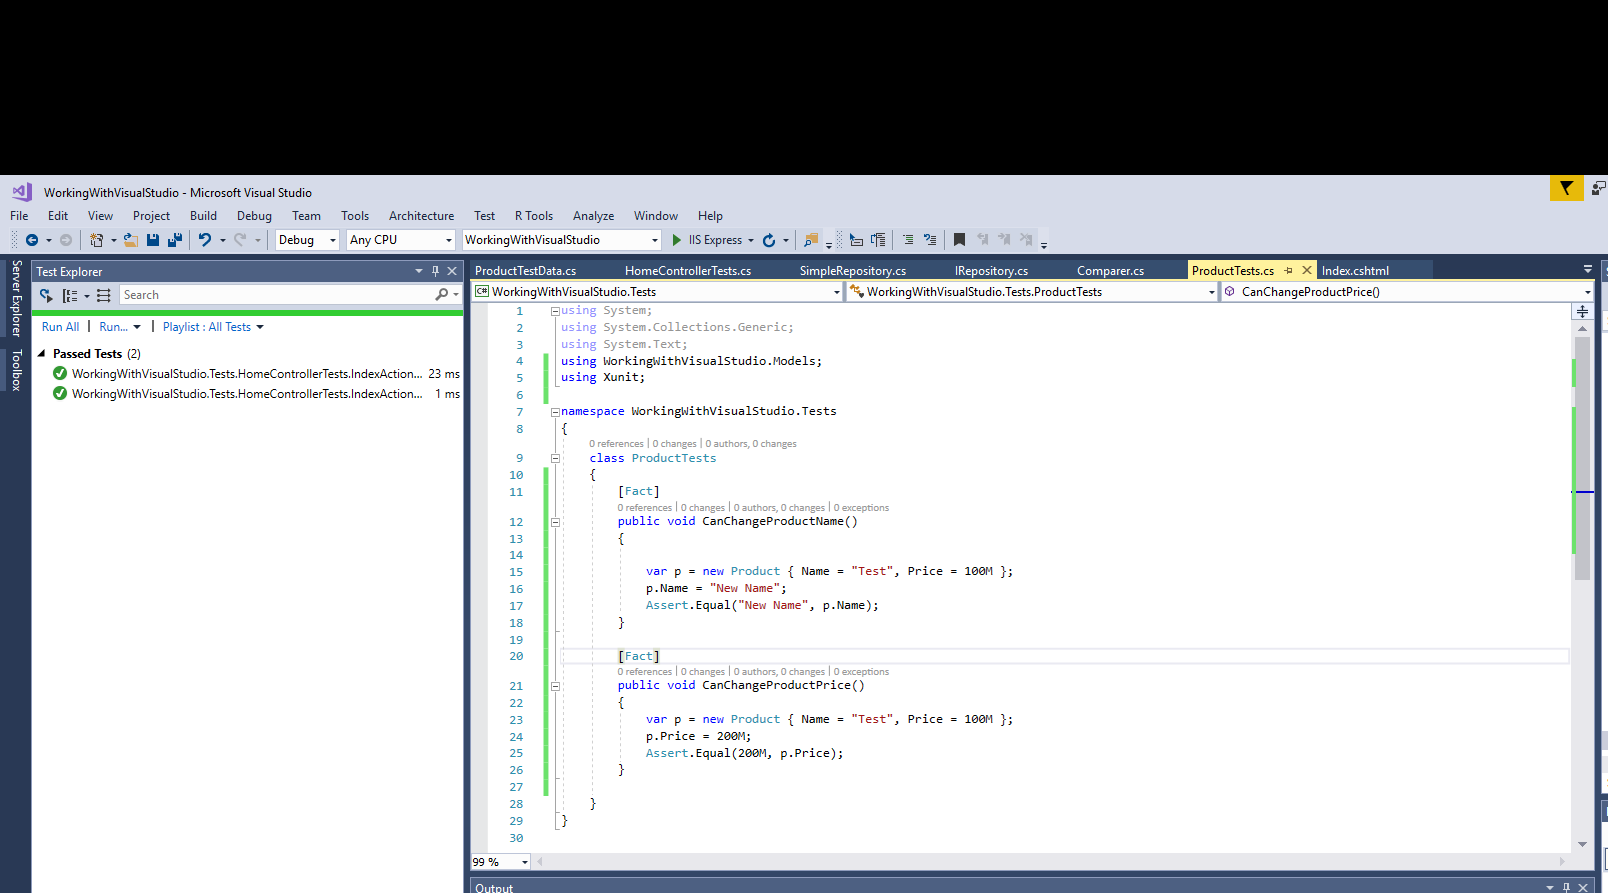 WorkingWithVisualStudio - Microsoft Visual Studio
File Edit View Project Build Debug Team Tools Architecture Test R Tools Analyze Window Help
Debug Any CPU WorkingWithVisualStudio IIS Express
Server Explorer
Toolbox
Test Explorer
Search
Run All | Run... | Playlist : All Tests
Passed Tests (2)
WorkingWithVisualStudio.Tests.HomeControllerTests.IndexAction... 23 ms
WorkingWithVisualStudio.Tests.HomeControllerTests.IndexAction... 1 ms
ProductTestData.cs HomeControllerTests.cs SimpleRepository.cs IRepository.cs Comparer.cs ProductTests.cs Index.cshtml
C# WorkingWithVisualStudio.Tests WorkingWithVisualStudio.Tests.ProductTests CanChangeProductPrice()
1 using System;
2 using System.Collections.Generic;
3 using System.Text;
4 using WorkingWithVisualStudio.Models;
5 using Xunit;
6
7 namespace WorkingWithVisualStudio.Tests
8 {
0 references | 0 changes | 0 authors, 0 changes
9 class ProductTests
10 {
11 [Fact]
0 references | 0 changes | 0 authors, 0 changes | 0 exceptions
12 public void CanChangeProductName()
13 {
14
15 var p = new Product { Name = "Test", Price = 100M };
16 p.Name = "New Name";
17 Assert.Equal("New Name", p.Name);
18 }
19
20 [Fact]
0 references | 0 changes | 0 authors, 0 changes | 0 exceptions
21 public void CanChangeProductPrice()
22 {
23 var p = new Product { Name = "Test", Price = 100M };
24 p.Price = 200M;
25 Assert.Equal(200M, p.Price);
26 }
27
28 }
29 }
30
99 %
Output